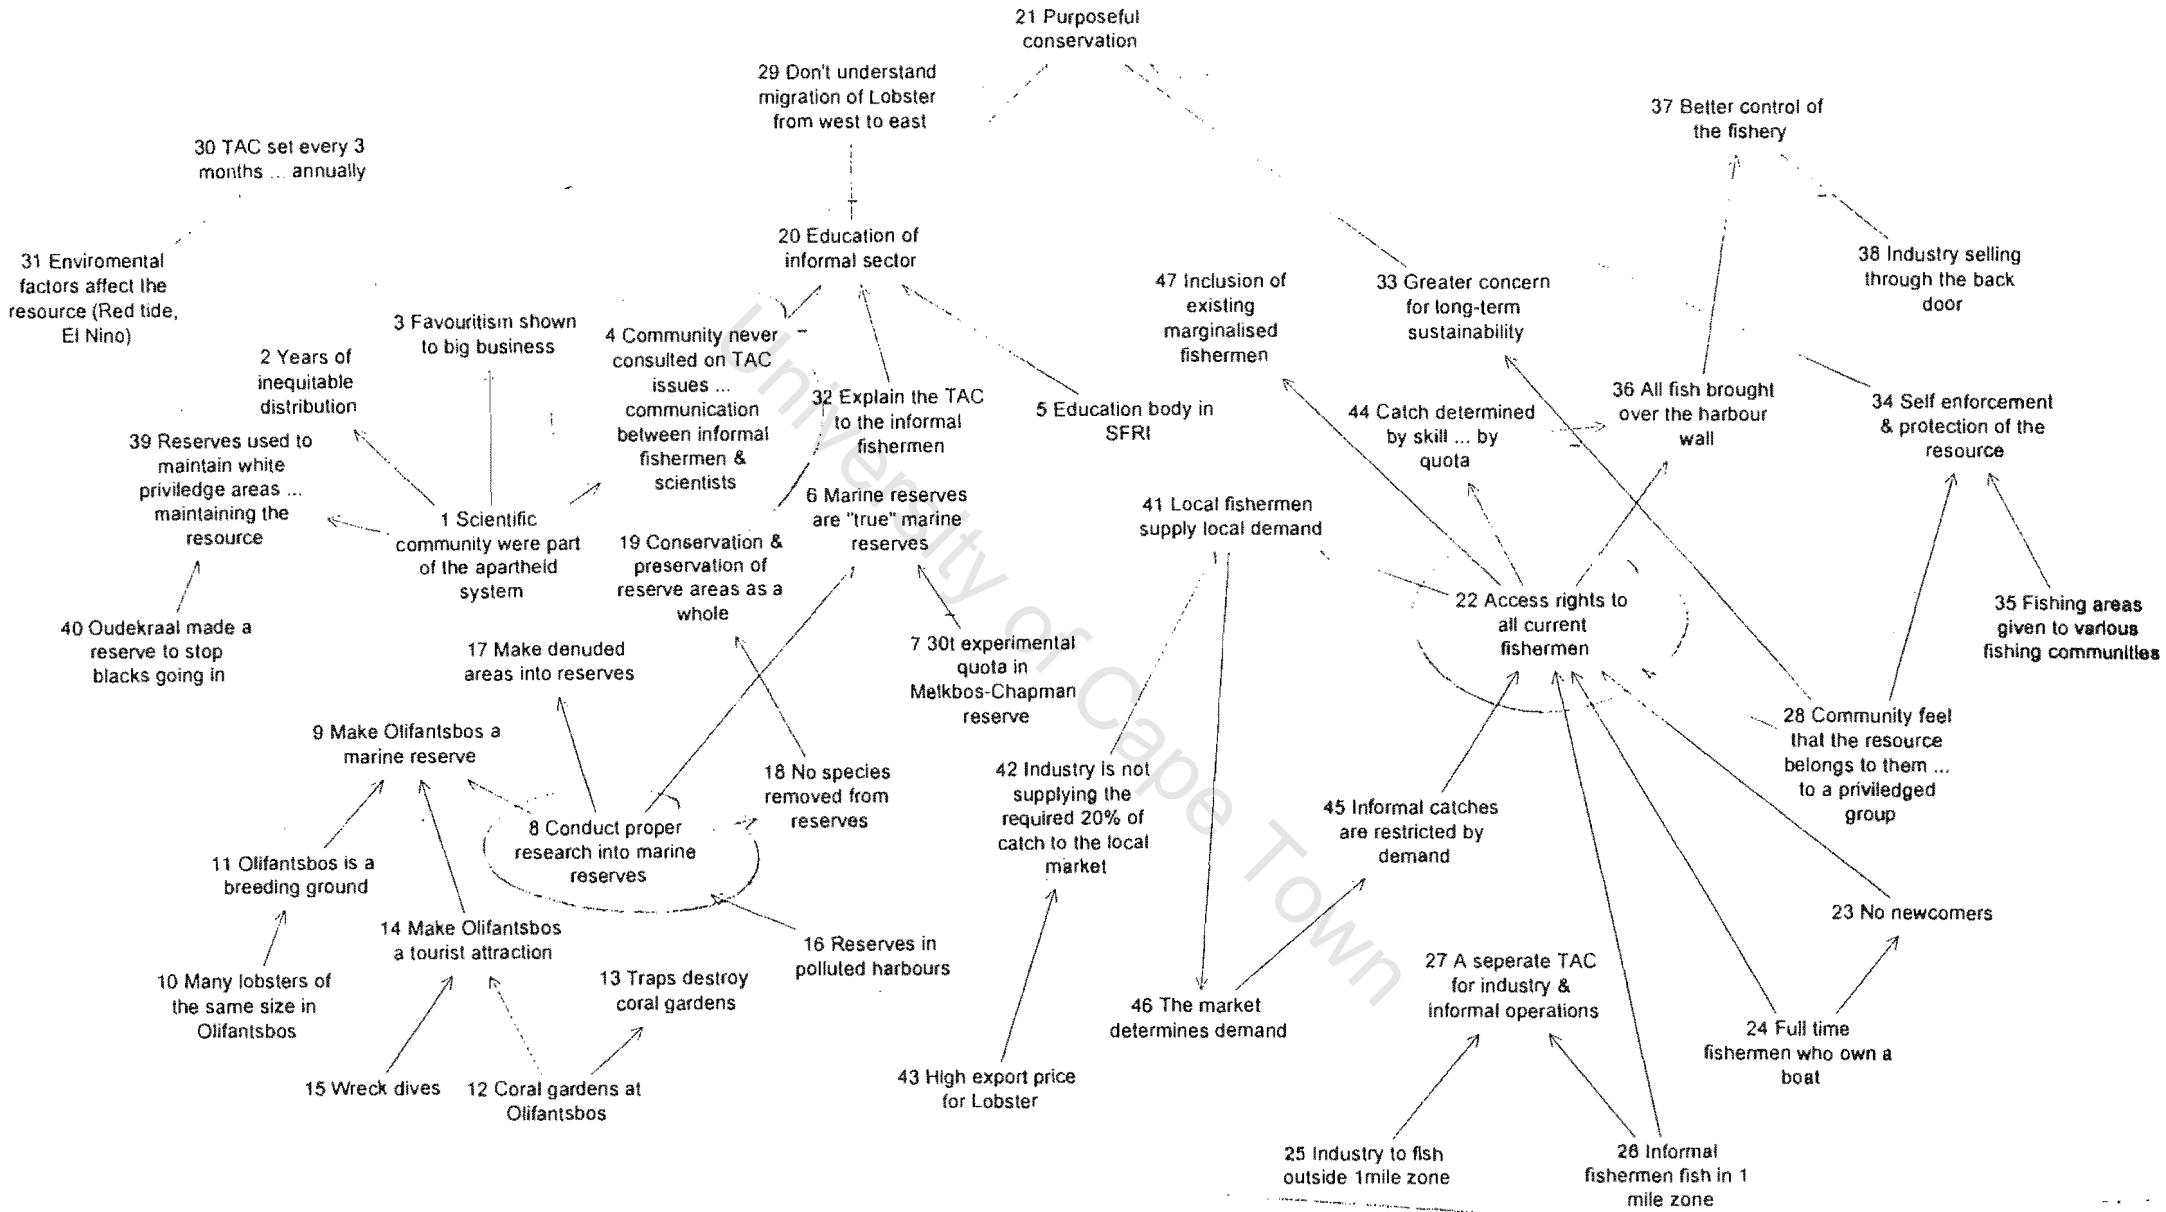 21 Purposeful
conservation
29 Don't understand
migration of Lobster
from west to east
37 Better control of
the fishery
30 TAC set every 3
months ... annually
20 Education of
informal sector
31 Enviromental
factors affect the
resource (Red tide,
El Nino)
47 Inclusion of
existing
marginalised
fishermen
33 Greater concern
for long-term
sustainability
38 Industry selling
through the back
door
3 Favouritism shown
to big business
4 Community never
consulted on TAC
issues ...
communication
between informal
fishermen &
scientists
2 Years of
inequitable
distribution
32 Explain the TAC
to the informal
fishermen
5 Education body in
SFRI
44 Catch determined
by skill ... by
quota
36 All fish brought
over the harbour
wall
34 Self enforcement
& protection of the
resource
39 Reserves used to
maintain white
priviledge areas ...
maintaining the
resource
1 Scientific
community were part
of the apartheid
system
6 Marine reserves
are "true" marine
reserves
19 Conservation &
preservation of
reserve areas as a
whole
41 Local fishermen
supply local demand
22 Access rights to
all current
fishermen
35 Fishing areas
given to various
fishing communities
40 Oudekraal made a
reserve to stop
blacks going in
17 Make denuded
areas into reserves
7 30t experimental
quota in
Melkbos-Chapman
reserve
28 Community feel
that the resource
belongs to them ...
to a priviledged
group
9 Make Olifantsbos a
marine reserve
18 No species
removed from
reserves
42 Industry is not
supplying the
required 20% of
catch to the local
market
45 Informal catches
are restricted by
demand
8 Conduct proper
research into marine
reserves
11 Olifantsbos is a
breeding ground
14 Make Olifantsbos
a tourist attraction
16 Reserves in
polluted harbours
23 No newcomers
10 Many lobsters of
the same size in
Olifantsbos
13 Traps destroy
coral gardens
46 The market
determines demand
27 A seperate TAC
for industry &
informal operations
24 Full time
fishermen who own a
boat
15 Wreck dives
12 Coral gardens at
Olifantsbos
43 High export price
for Lobster
25 Industry to fish
outside 1mile zone
26 Informal
fishermen fish in 1
mile zone
University of Cape Town